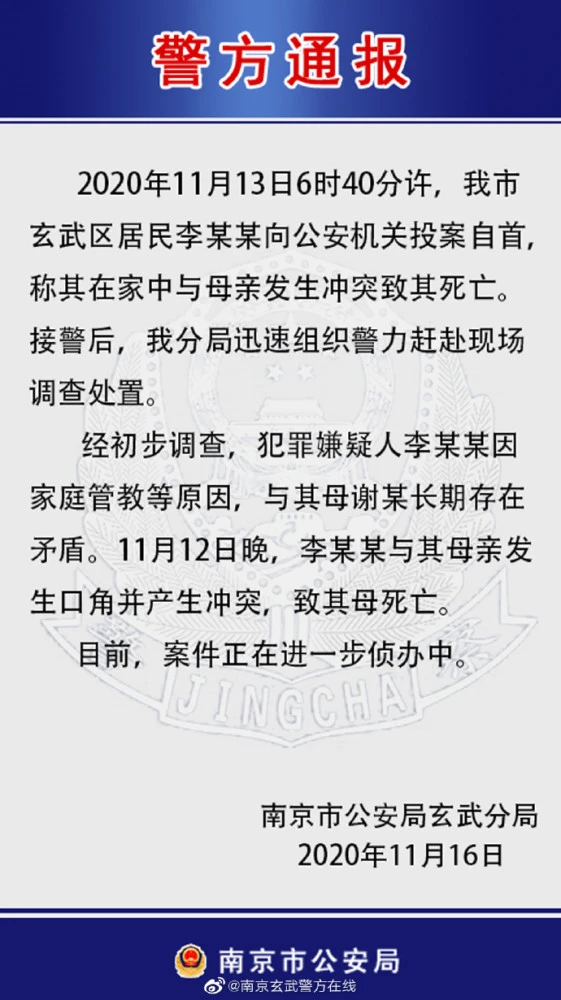 警方通报
2020年11月13日6时40分许，我市
玄武区居民李某某向公安机关投案自首，
称其在家中与母亲发生冲突致其死亡。
接警后，我分局迅速组织警力赶赴现场
调查处置。
经初步调查，犯罪嫌疑人李某某因
家庭管教等原因，与其母谢某长期存在
矛盾。11月12日晚，李某某与其母亲发
生口角并产生冲突，致其母死亡。
目前，案件正在进一步侦办中。
警察
JINGCHA
南京市公安局玄武分局
2020年11月16日
南京市公安局
@南京玄武警方在线